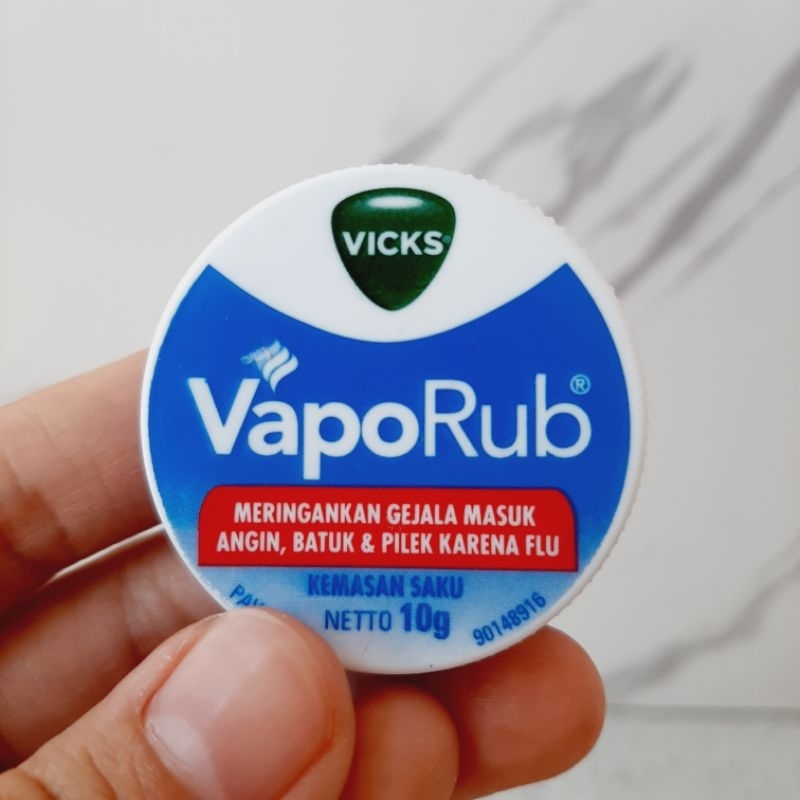 VICKS®
VapoRub®
MERINGANKAN GEJALA MASUK
ANGIN, BATUK & PILEK KARENA FLU
KEMASAN SAKU
NETTO 10g
90148916